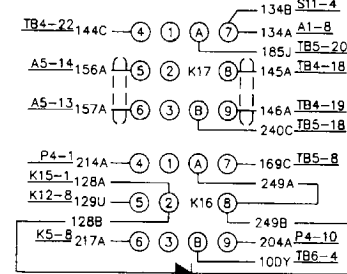 134B S11-4
TB4-22 144C 4 1 A 7 134A A1-8
185J TB5-20
A5-14 156A 5 2 K17 8 145A TB4-18
A5-13 157A 6 3 B 9 146A TB4-19
240C TB5-18
P4-1 214A 4 1 A 7 169C TB5-8
K15-1 128A 249A
K12-8 129U 5 2 K16 8
128B 249B
K5-8 217A 6 3 B 9 204A P4-10
100Y TB6-4